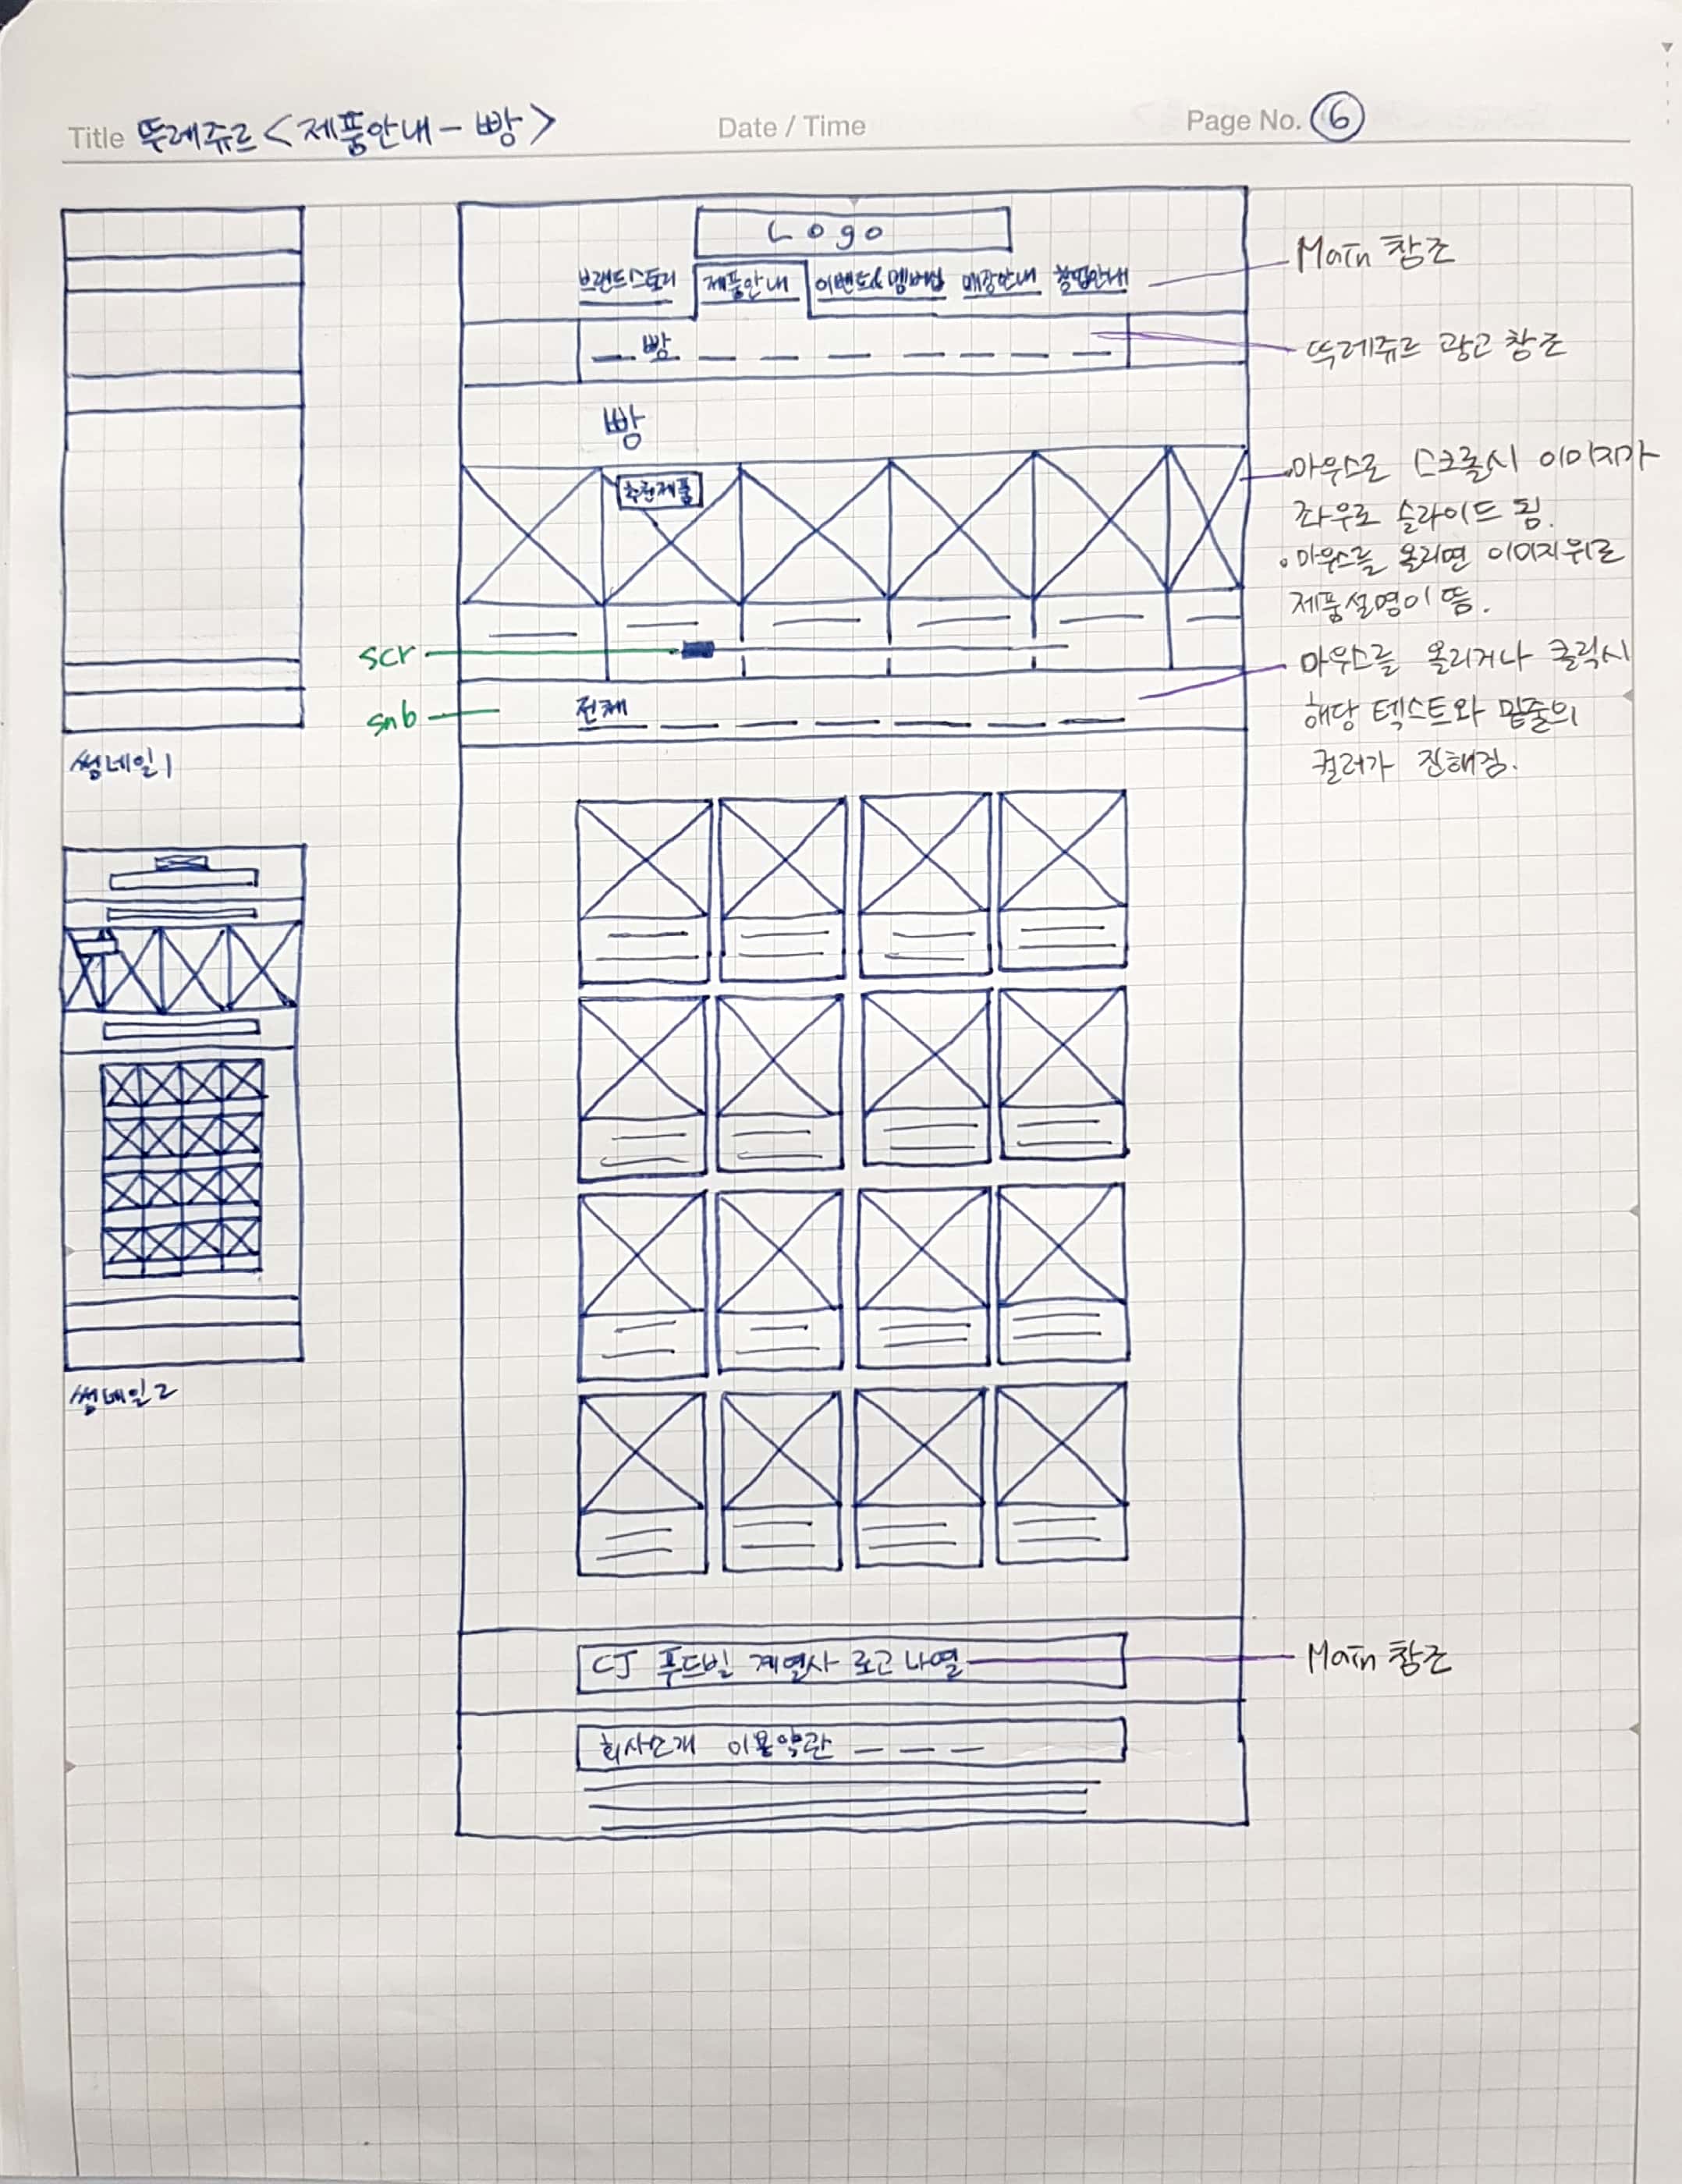 Title 뚜레쥬르 <제품안내 - 빵>
Date / Time
Page No. ⑥
Logo
브랜드스토리 제품안내 이벤트&멤버쉽 매장안내 창업안내
Main 참조
빵
뚜레쥬르 광고 참조
빵
추천제품
마우스로 스크롤시 이미지가
좌우로 슬라이드 됨.
• 마우스를 올리면 이미지위로
제품설명이 뜸.
scr
마우스를 올리거나 클릭시
해당 텍스트와 밑줄의
컬러가 진해짐.
snb
전체
썸네일1
썸네일2
CJ 푸드빌 계열사 로고 나열
Main 참조
회사소개 이용약관